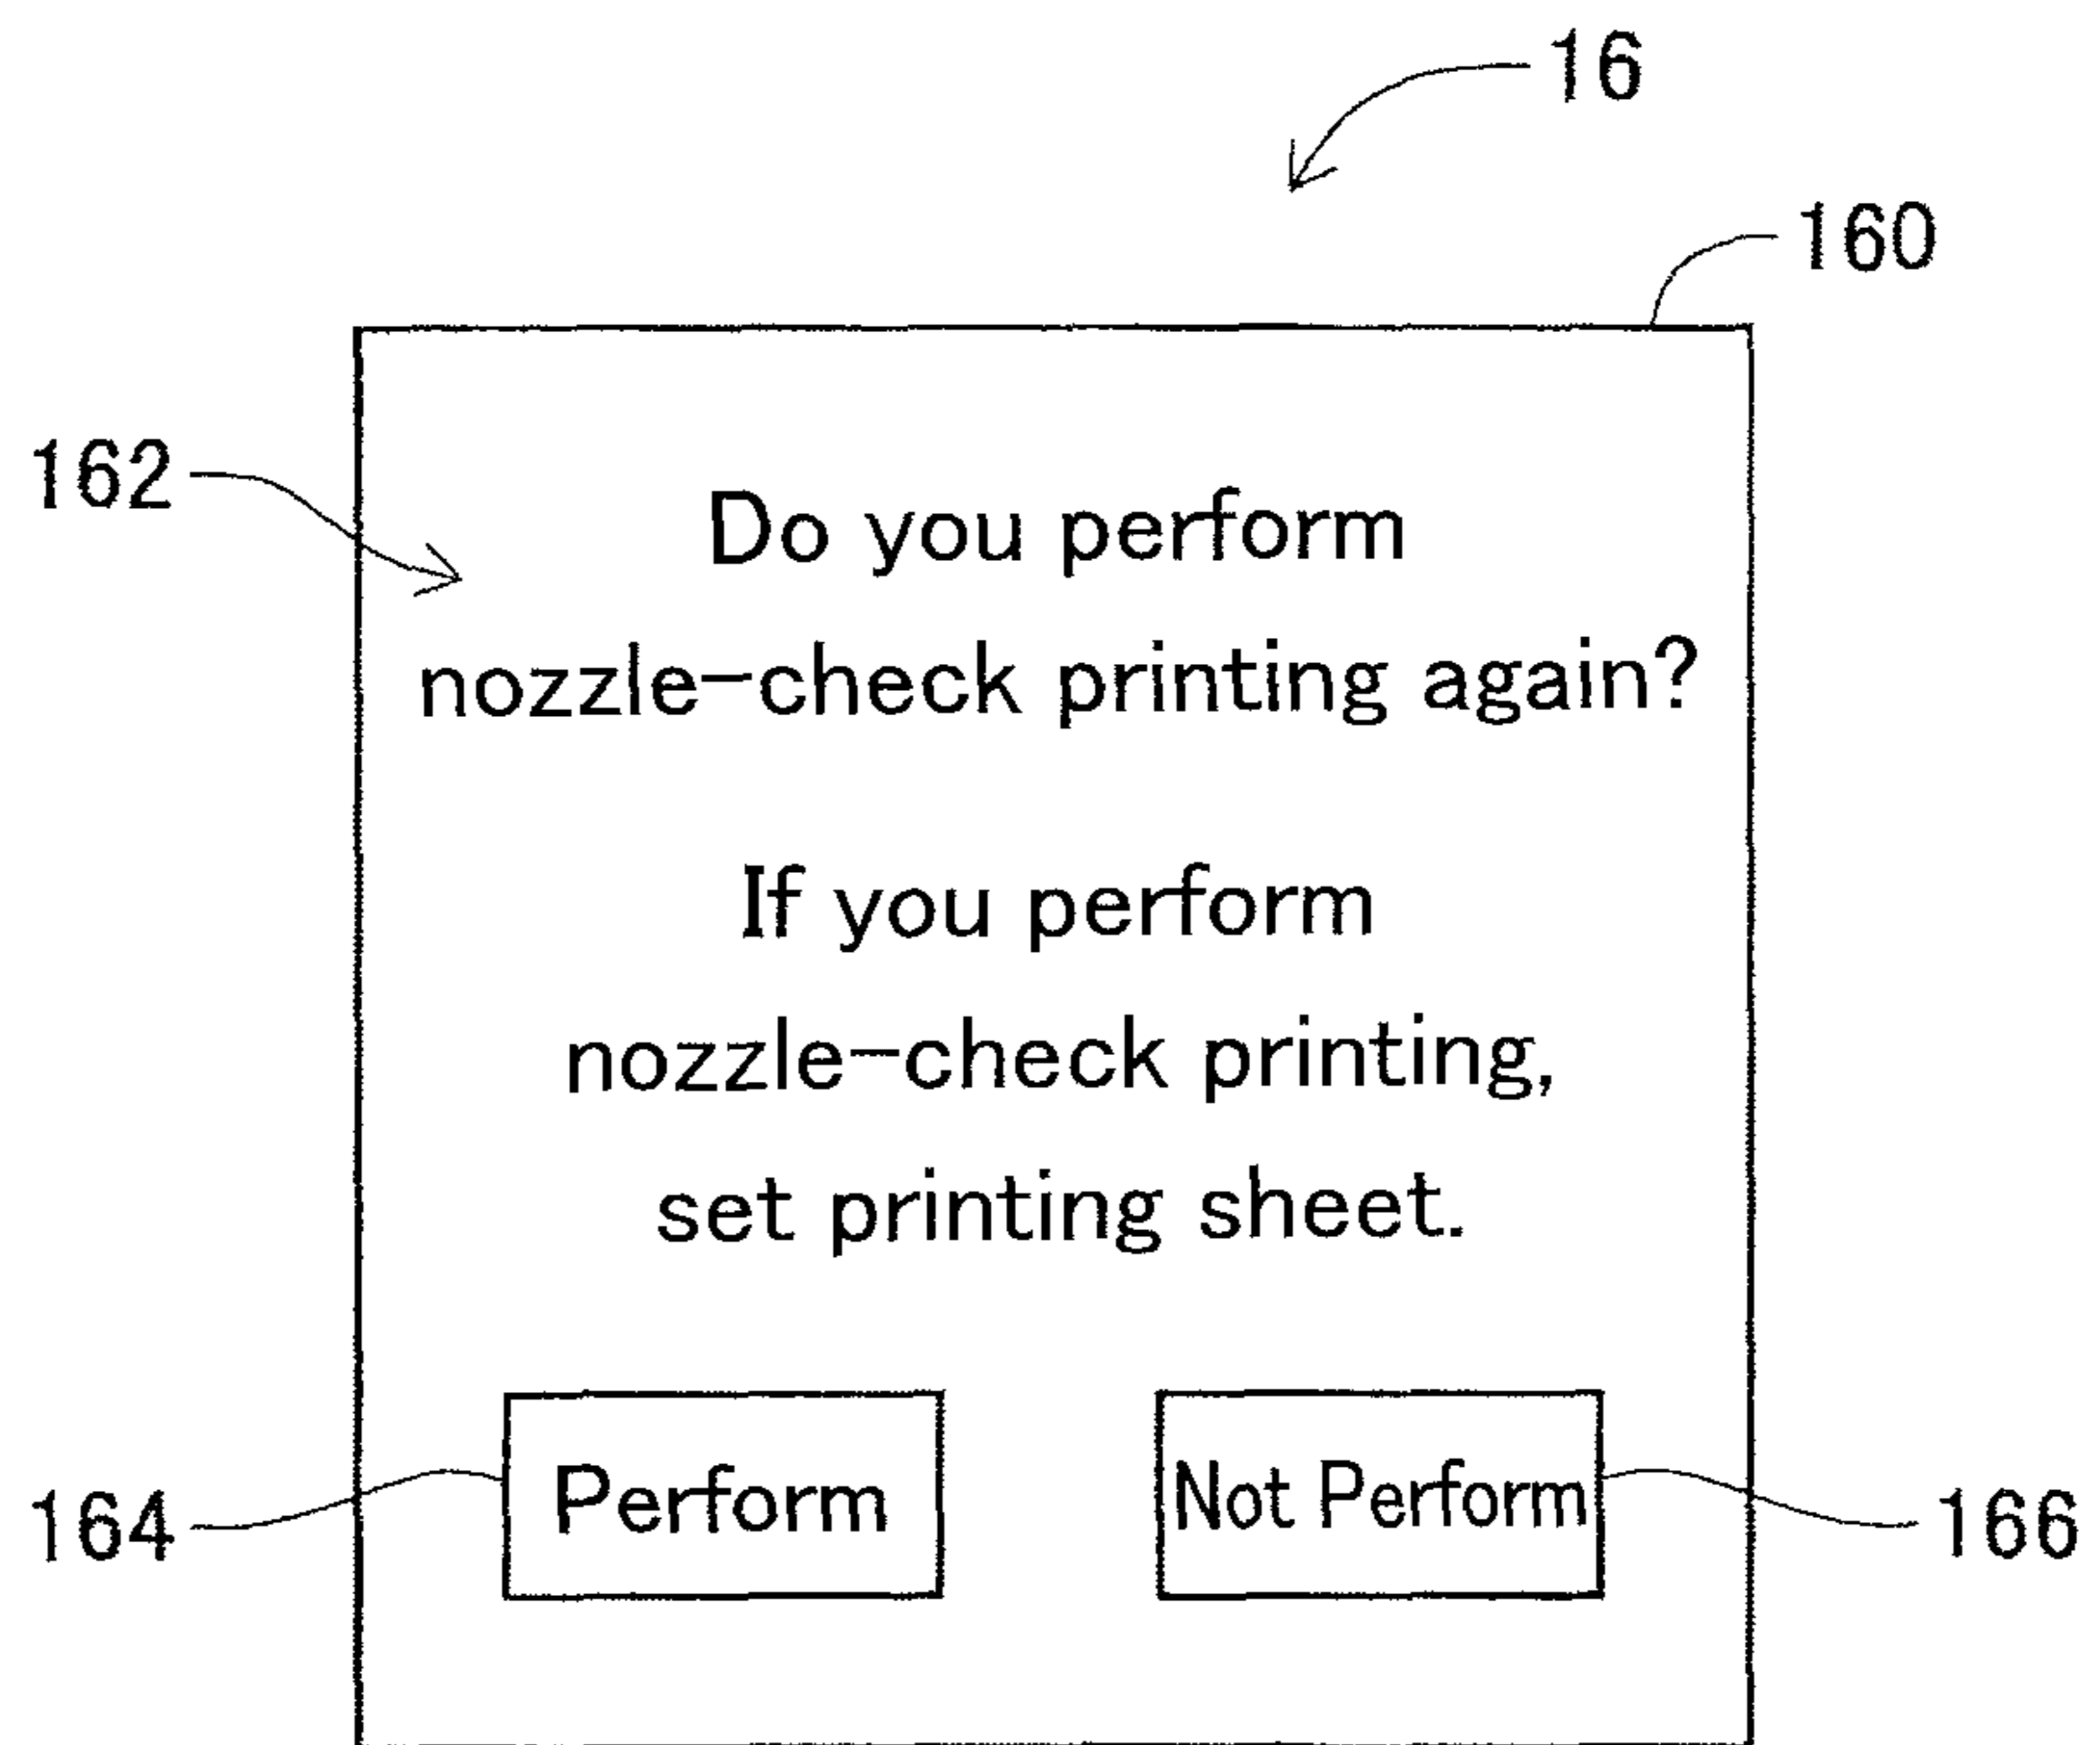 16
160
162
Do you perform
nozzle-check printing again?
If you perform
nozzle-check printing,
set printing sheet.
Perform
Not Perform
164
166